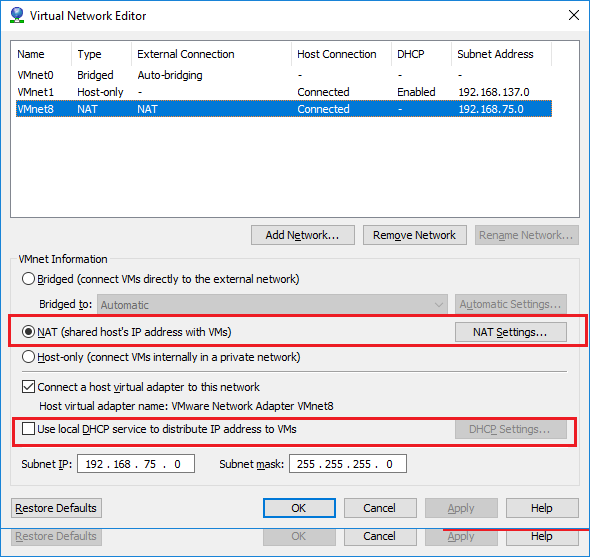 Virtual Network Editor
Name Type External Connection Host Connection DHCP Subnet Address
VMnet0 Bridged Auto-bridging - - -
VMnet1 Host-only - Connected Enabled 192.168.137.0
VMnet8 NAT NAT Connected - 192.168.75.0
Add Network... Remove Network Rename Network...
VMnet Information
Bridged (connect VMs directly to the external network)
Bridged to: Automatic Automatic Settings...
NAT (shared host's IP address with VMs) NAT Settings...
Host-only (connect VMs internally in a private network)
Connect a host virtual adapter to this network
Host virtual adapter name: VMware Network Adapter VMnet8
Use local DHCP service to distribute IP address to VMs DHCP Settings...
Subnet IP: 192 . 168 . 75 . 0 Subnet mask: 255 . 255 . 255 . 0
Restore Defaults OK Cancel Apply Help
Restore Defaults OK Cancel Apply Help